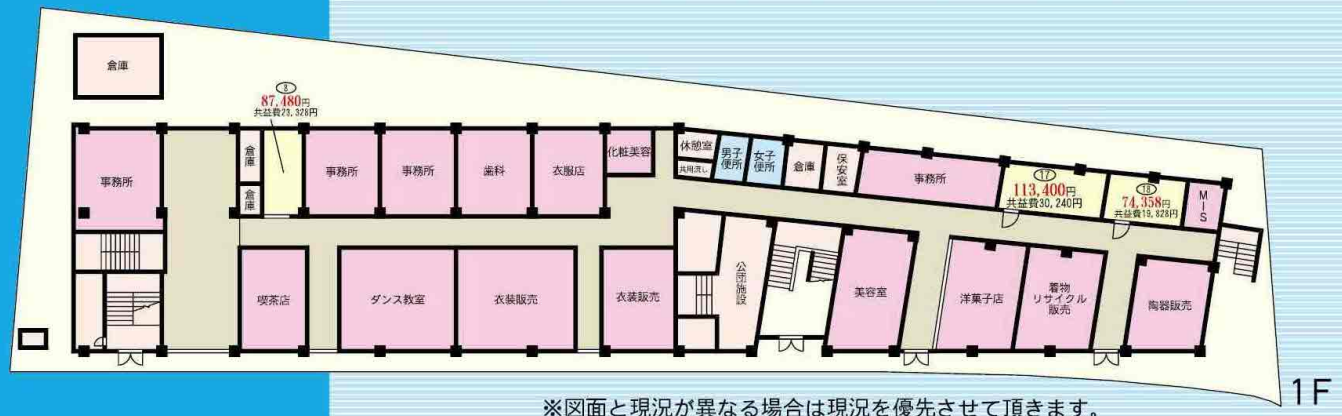 倉庫
⑧
87,480円
共益費23,328円
事務所
倉庫
倉庫
事務所
事務所
歯科
衣服店
化粧美容
休憩室
共用流し
男子
便所
女子
便所
倉庫
保安室
事務所
⑰
113,400円
共益費30,240円
⑱
74,358円
共益費19,828円
MIS
喫茶店
ダンス教室
衣装販売
衣装販売
公団施設
美容室
洋菓子店
着物
リサイクル
販売
陶器販売
1F
※図面と現況が異なる場合は現況を優先させて頂きます。